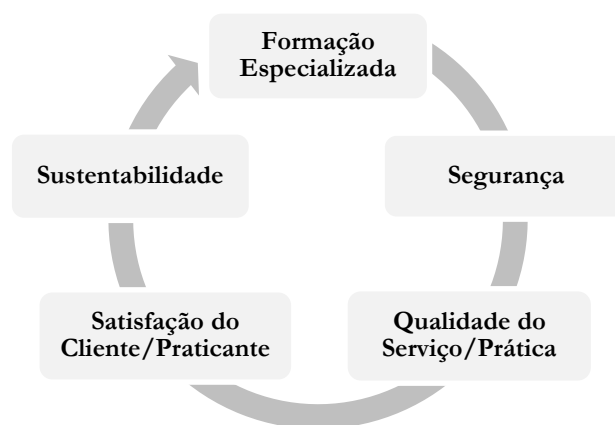 Formação
Especializada
Segurança
Qualidade do
Serviço/Prática
Satisfação do
Cliente/Praticante
Sustentabilidade